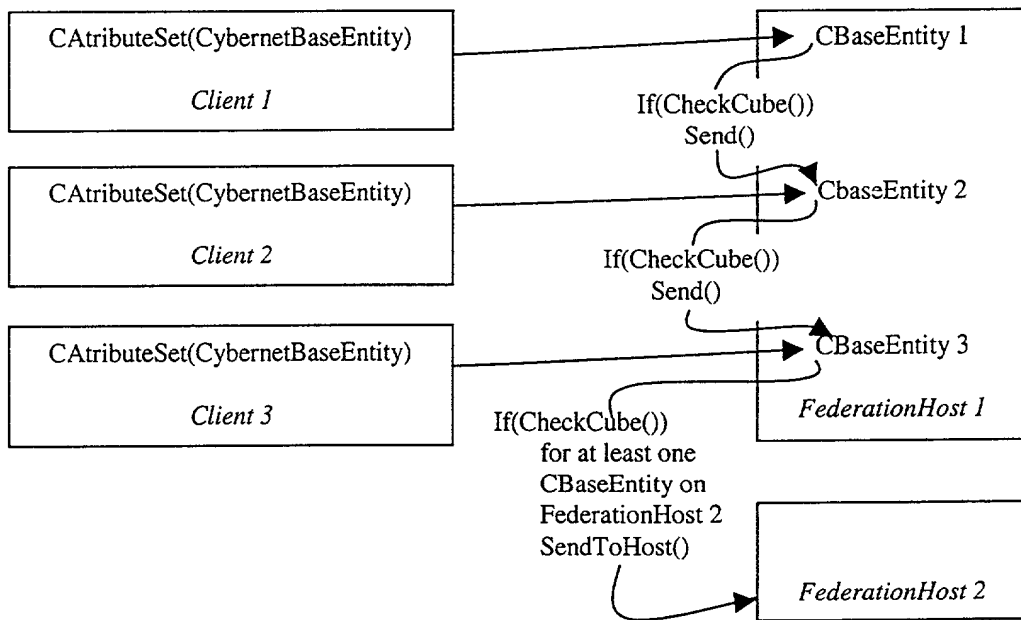 CAtributeSet(CybernetBaseEntity)
Client 1
CBaseEntity 1
If(CheckCube())
Send()
CAtributeSet(CybernetBaseEntity)
Client 2
CbaseEntity 2
If(CheckCube())
Send()
CAtributeSet(CybernetBaseEntity)
Client 3
CBaseEntity 3
FederationHost 1
If(CheckCube())
for at least one
CBaseEntity on
FederationHost 2
SendToHost()
FederationHost 2